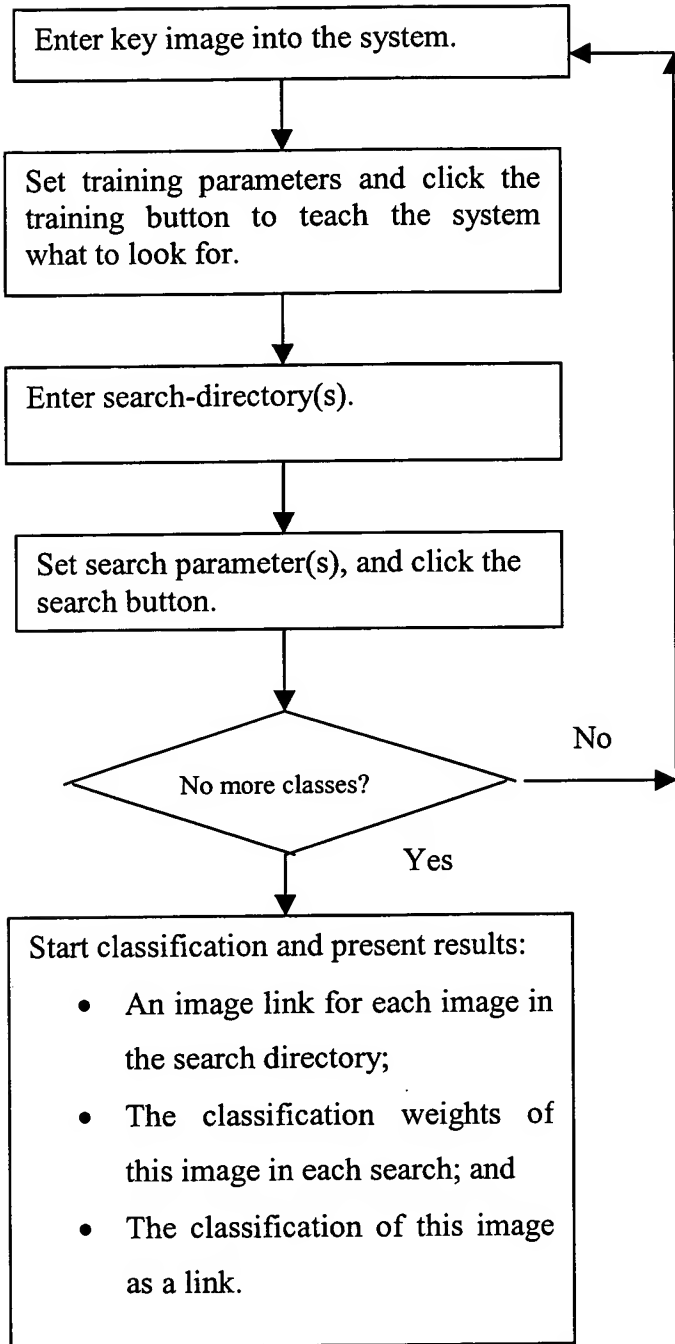 Enter key image into the system.
Set training parameters and click the
training button to teach the system
what to look for.
Enter search-directory(s).
Set search parameter(s), and click the
search button.
No more classes?
No
Yes
Start classification and present results:
• An image link for each image in
the search directory;
• The classification weights of
this image in each search; and
• The classification of this image
as a link.